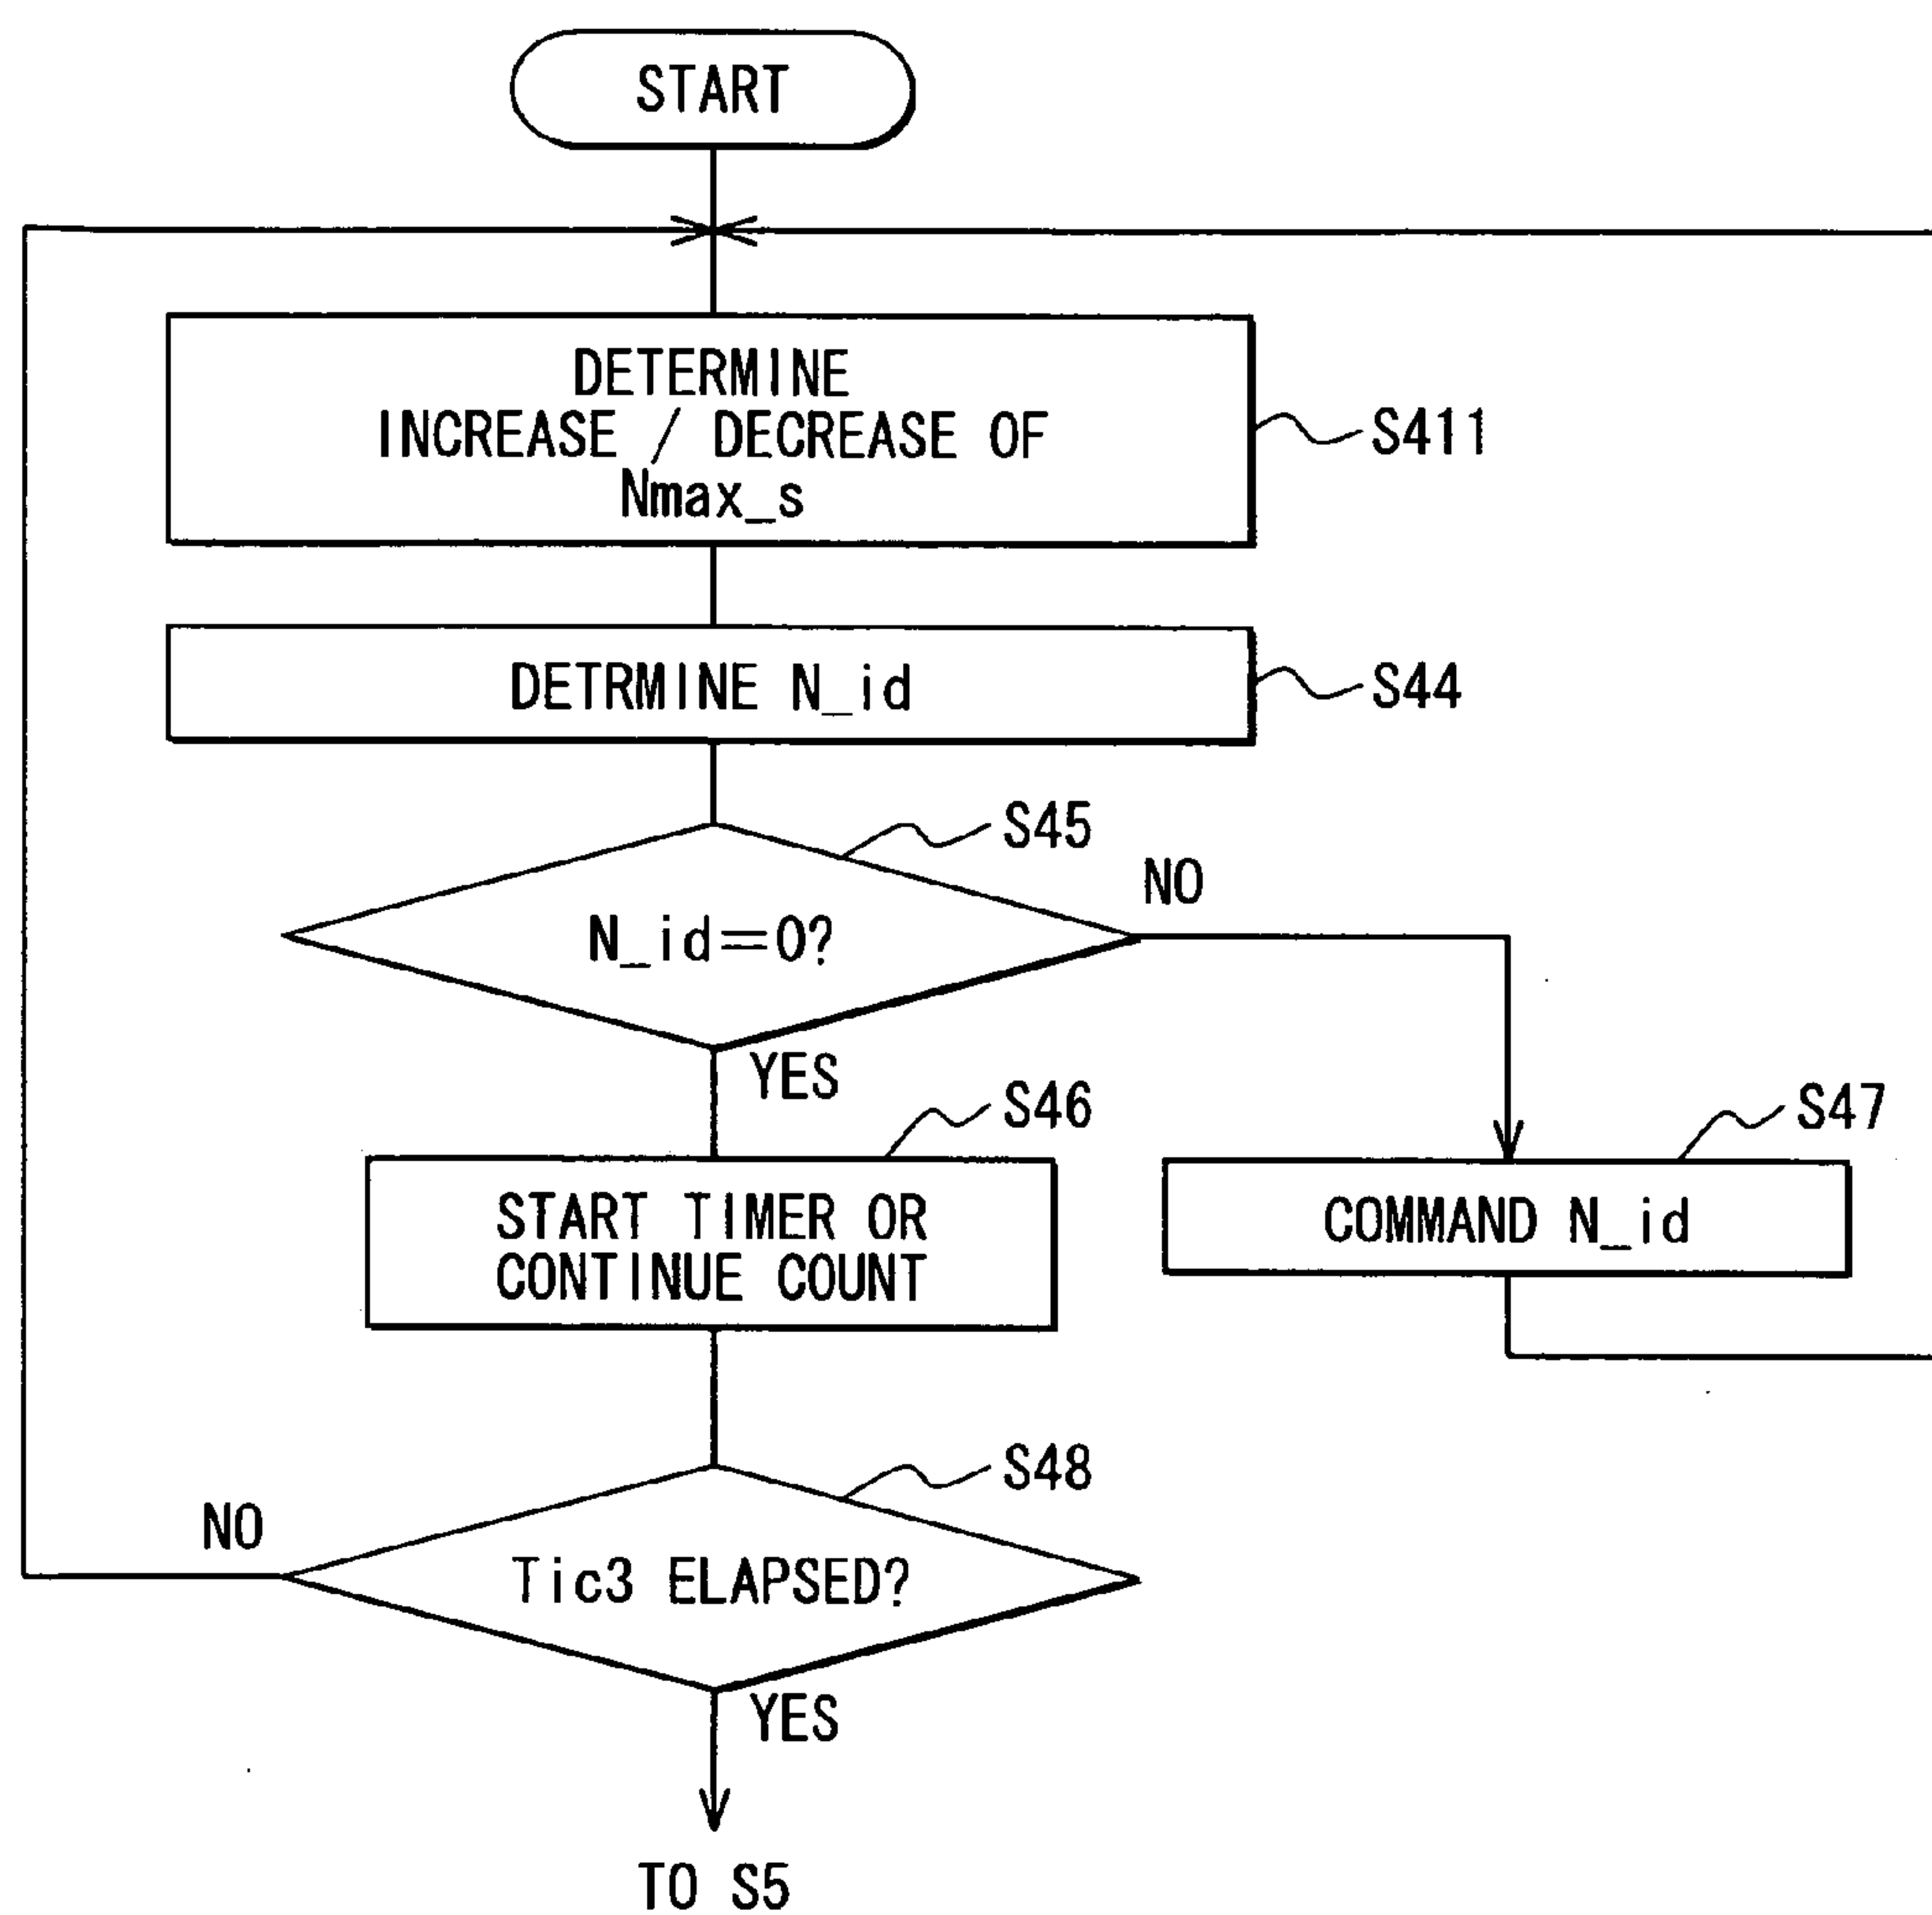 START
DETERMINE
INCREASE / DECREASE OF
Nmax_s
S411
DETRMINE N_id
S44
S45
N_id=0?
NO
YES
S46
START TIMER OR
CONTINUE COUNT
S47
COMMAND N_id
S48
Tic3 ELAPSED?
NO
YES
TO S5